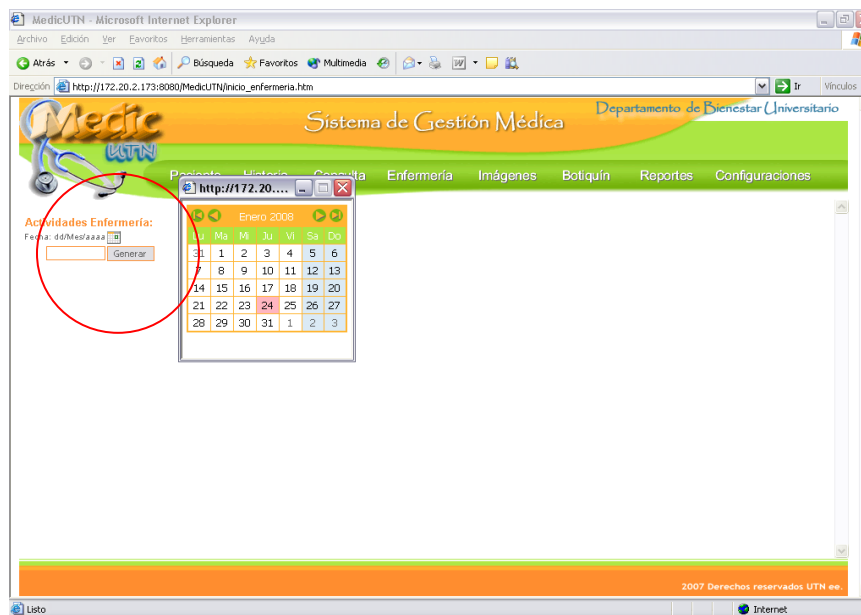 MedicUTN - Microsoft Internet Explorer
Archivo Edición Ver Favoritos Herramientas Ayuda
Atrás Búsqueda Favoritos Multimedia
Dirección http://172.20.2.173:8080/MedicUTN/inicio_enfermeria.htm Ir Vínculos
Departamento de Bienestar Universitario
Medic
UTN
Sistema de Gestión Médica
Paciente Historia Consulta Enfermería Imágenes Botiquín Reportes Configuraciones
http://172.20....
Actividades Enfermería:
Fecha: dd/Mes/aaaa
Generar
Enero 2008
Lu Ma Mi Ju Vi Sa Do
31 1 2 3 4 5 6
7 8 9 10 11 12 13
14 15 16 17 18 19 20
21 22 23 24 25 26 27
28 29 30 31 1 2 3
2007 Derechos reservados UTN ee.
Listo Internet